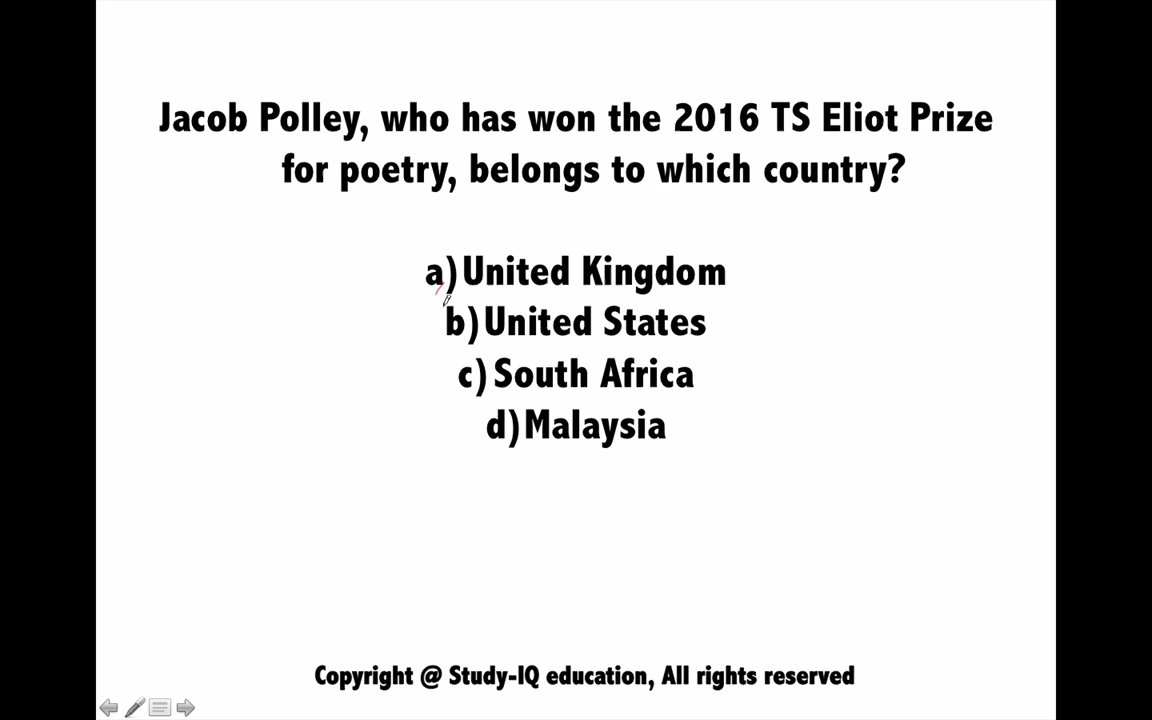 Jacob Polley, who has won the 2016 TS Eliot Prize
for poetry, belongs to which country?
a) United Kingdom
b) United States
c) South Africa
d) Malaysia
Copyright @ Study-IQ education, All rights reserved